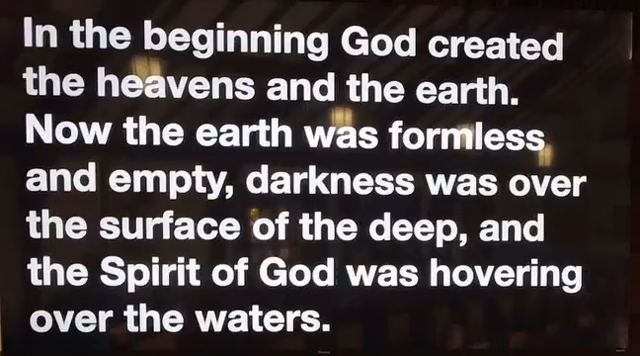 In the beginning God created
the heavens and the earth.
Now the earth was formless
and empty, darkness was over
the surface of the deep, and
the Spirit of God was hovering
over the waters.